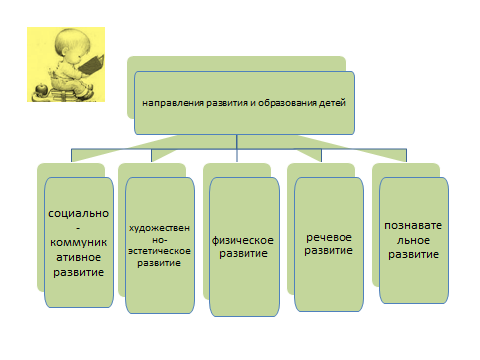 направления развития и образования детей
социально
-
коммуник
ативное
развитие
художествен
но-
эстетическое
развитие
физическое
развитие
речевое
развитие
познавате
льное
развитие